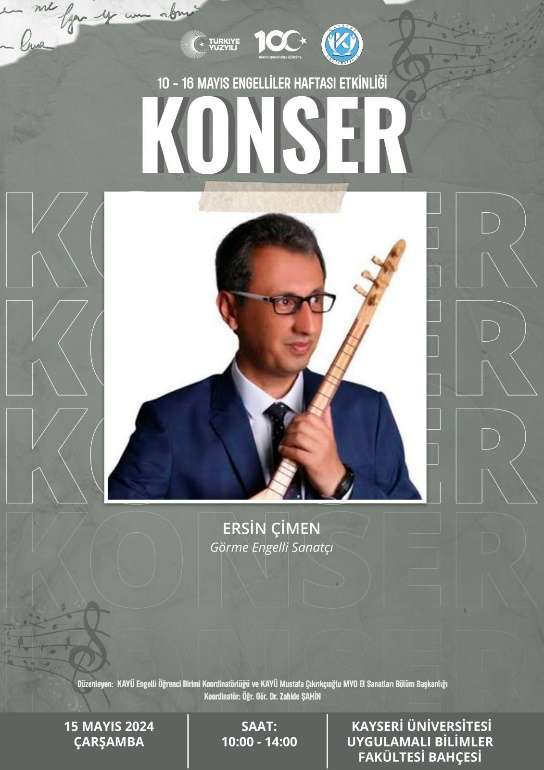 TÜRKİYE
YÜZYILI
100
10 - 16 MAYIS ENGELLİLER HAFTASI ETKİNLİĞİ
KONSER
KONSER
KONSER
KONSER
KONSER
KONSER
ERSİN ÇİMEN
Görme Engelli Sanatçı
Düzenleyen: KAYÜ Engelli Öğrenci Birimi Koordinatörlüğü ve KAYÜ Mustafa Çıkrıkçıoğlu MYO El Sanatları Bölüm Başkanlığı
Koordinatör: Öğr. Gör. Dr. Zahide ŞAHİN
15 MAYIS 2024
ÇARŞAMBA
SAAT:
10:00 - 14:00
KAYSERİ ÜNİVERSİTESİ
UYGULAMALI BİLİMLER
FAKÜLTESİ BAHÇESİ